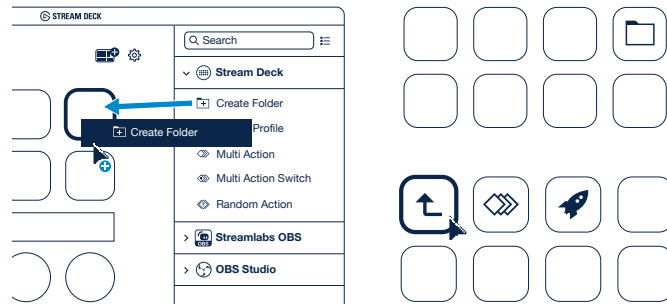 STREAM DECK
Search
Stream Deck
Create Folder
Create Folder
Profile
Multi Action
Multi Action Switch
Random Action
OBS
Streamlabs OBS
OBS Studio